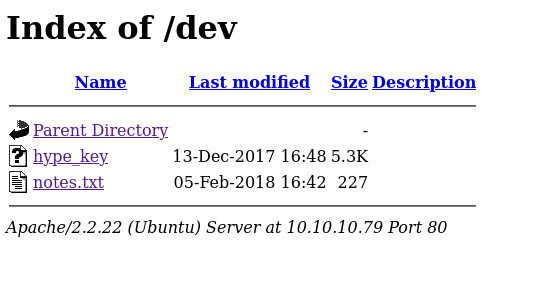 Index of /dev
Name Last modified Size Description
Parent Directory -
hype_key 13-Dec-2017 16:48 5.3K
notes.txt 05-Feb-2018 16:42 227
Apache/2.2.22 (Ubuntu) Server at 10.10.10.79 Port 80